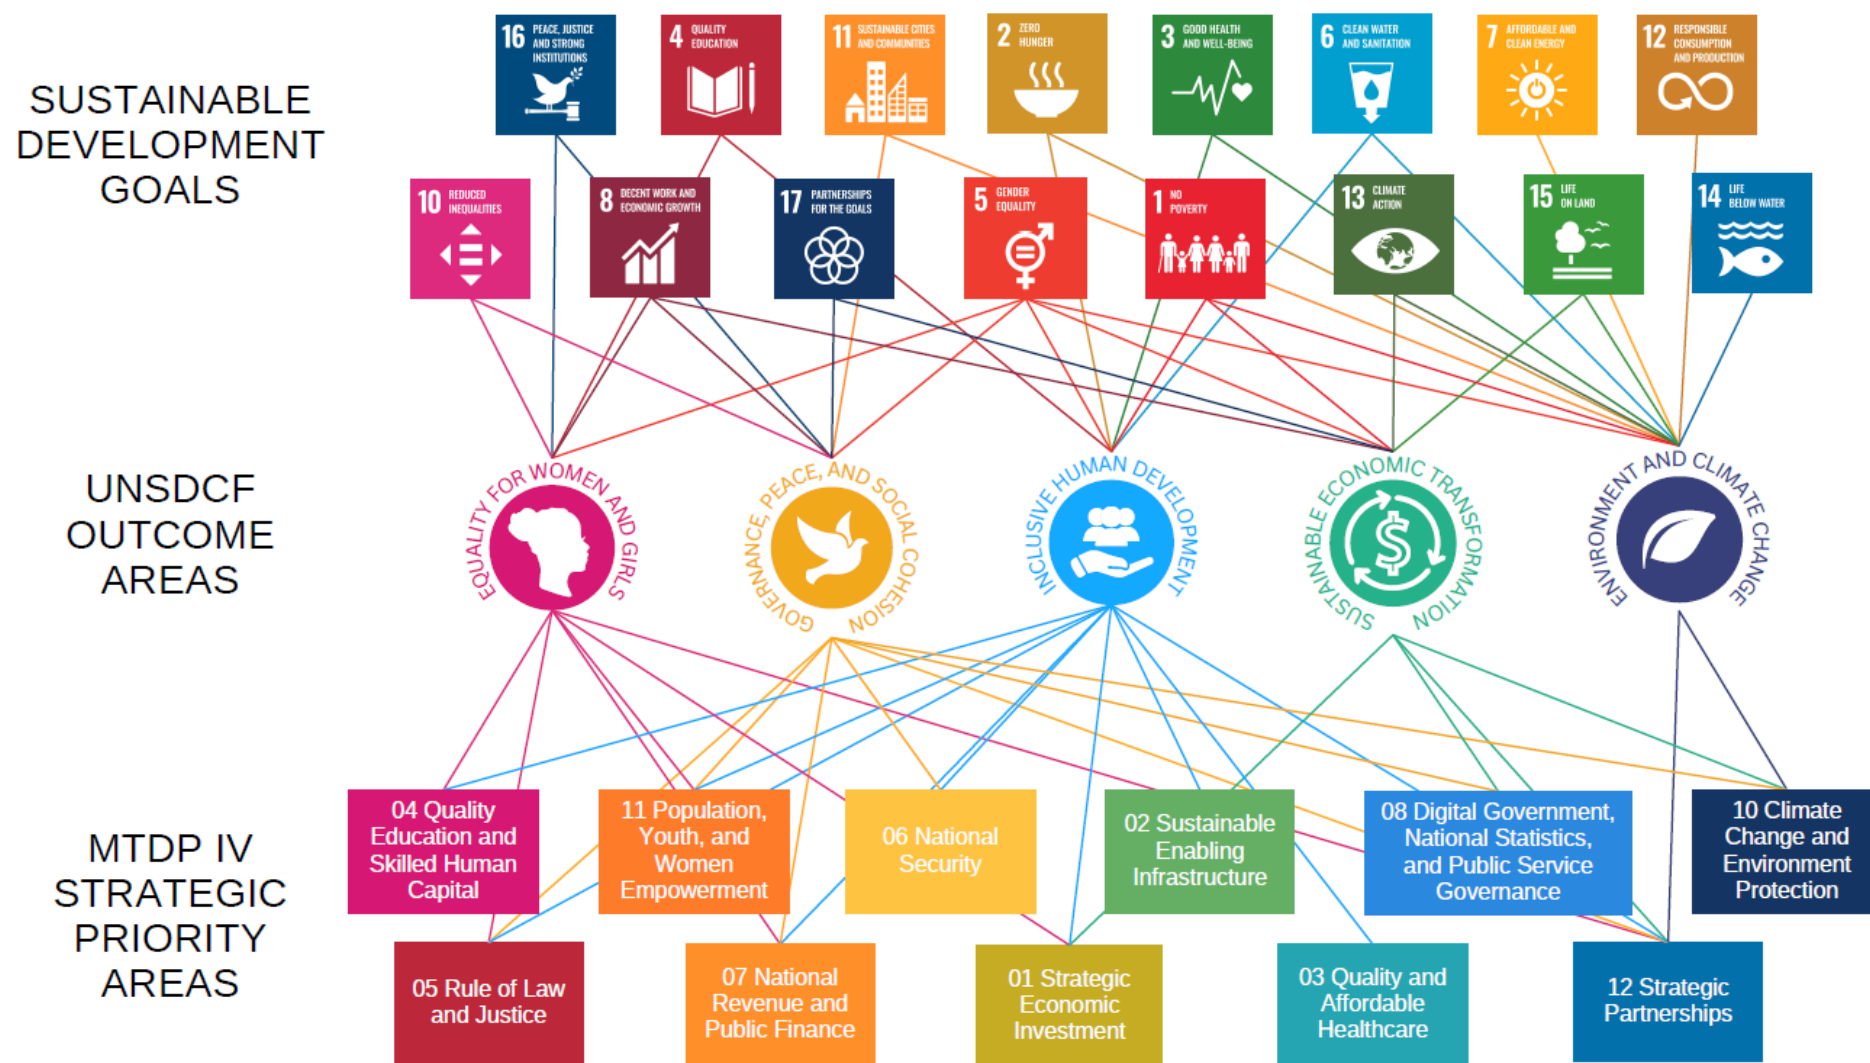 SUSTAINABLE
DEVELOPMENT
GOALS
16 PEACE, JUSTICE
AND STRONG
INSTITUTIONS
4 QUALITY
EDUCATION
11 SUSTAINABLE CITIES
AND COMMUNITIES
2 ZERO
HUNGER
3 GOOD HEALTH
AND WELL-BEING
6 CLEAN WATER
AND SANITATION
7 AFFORDABLE AND
CLEAN ENERGY
12 RESPONSIBLE
CONSUMPTION
AND PRODUCTION
10 REDUCED
INEQUALITIES
8 DECENT WORK AND
ECONOMIC GROWTH
17 PARTNERSHIPS
FOR THE GOALS
5 GENDER
EQUALITY
1 NO
POVERTY
13 CLIMATE
ACTION
15 LIFE
ON LAND
14 LIFE
BELOW WATER
UNSDCF
OUTCOME
AREAS
EQUALITY FOR WOMEN AND GIRLS
GOVERNANCE, PEACE, AND SOCIAL COHESION
INCLUSIVE HUMAN DEVELOPMENT
SUSTAINABLE ECONOMIC TRANSFORMATION
$
ENVIRONMENT AND CLIMATE CHANGE
MTDP IV
STRATEGIC
PRIORITY
AREAS
04 Quality
Education and
Skilled Human
Capital
11 Population,
Youth, and
Women
Empowerment
06 National
Security
02 Sustainable
Enabling
Infrastructure
08 Digital Government,
National Statistics,
and Public Service
Governance
10 Climate
Change and
Environment
Protection
05 Rule of Law
and Justice
07 National
Revenue and
Public Finance
01 Strategic
Economic
Investment
03 Quality and
Affordable
Healthcare
12 Strategic
Partnerships